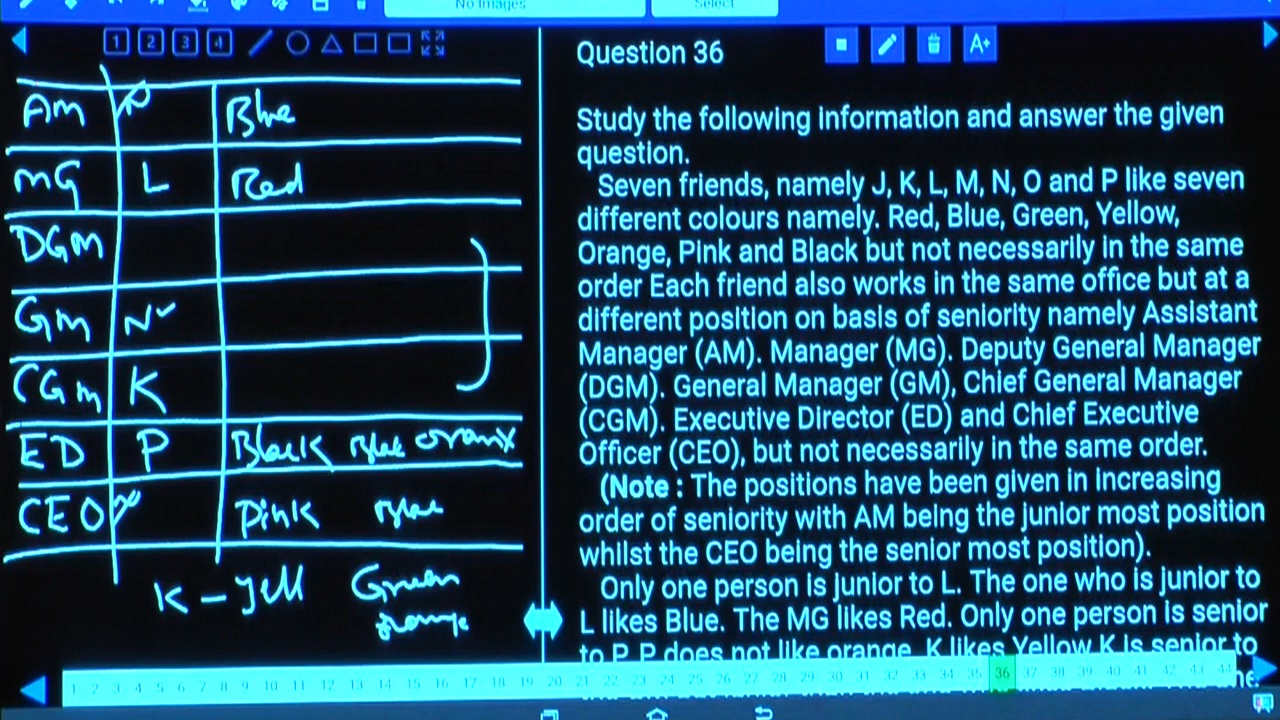 No Images
Select
1 2 3 4
AM N Blue
MG L Red
DGM
GM N
CGM K
ED P Black Blue
CEO Pink Blue
K - Yell Green
Question 36
A+
Study the following information and answer the given
question.
Seven friends, namely J, K, L, M, N, O and P like seven
different colours namely. Red, Blue, Green, Yellow,
Orange, Pink and Black but not necessarily in the same
order Each friend also works in the same office but at a
different position on basis of seniority namely Assistant
Manager (AM). Manager (MG). Deputy General Manager
(DGM). General Manager (GM), Chief General Manager
(CGM). Executive Director (ED) and Chief Executive
Officer (CEO), but not necessarily in the same order.
(Note : The positions have been given in increasing
order of seniority with AM being the junior most position
whilst the CEO being the senior most position).
Only one person is junior to L. The one who is junior to
L likes Blue. The MG likes Red. Only one person is senior
to P. P does not like orange. K likes Yellow K is senior to
1 2 3 4 5 6 7 8 9 10 11 12 13 14 15 16 17 18 19 20 21 22 23 24 25 26 27 28 29 30 31 32 33 34 35 36 37 38 39 40 41 42 43 44